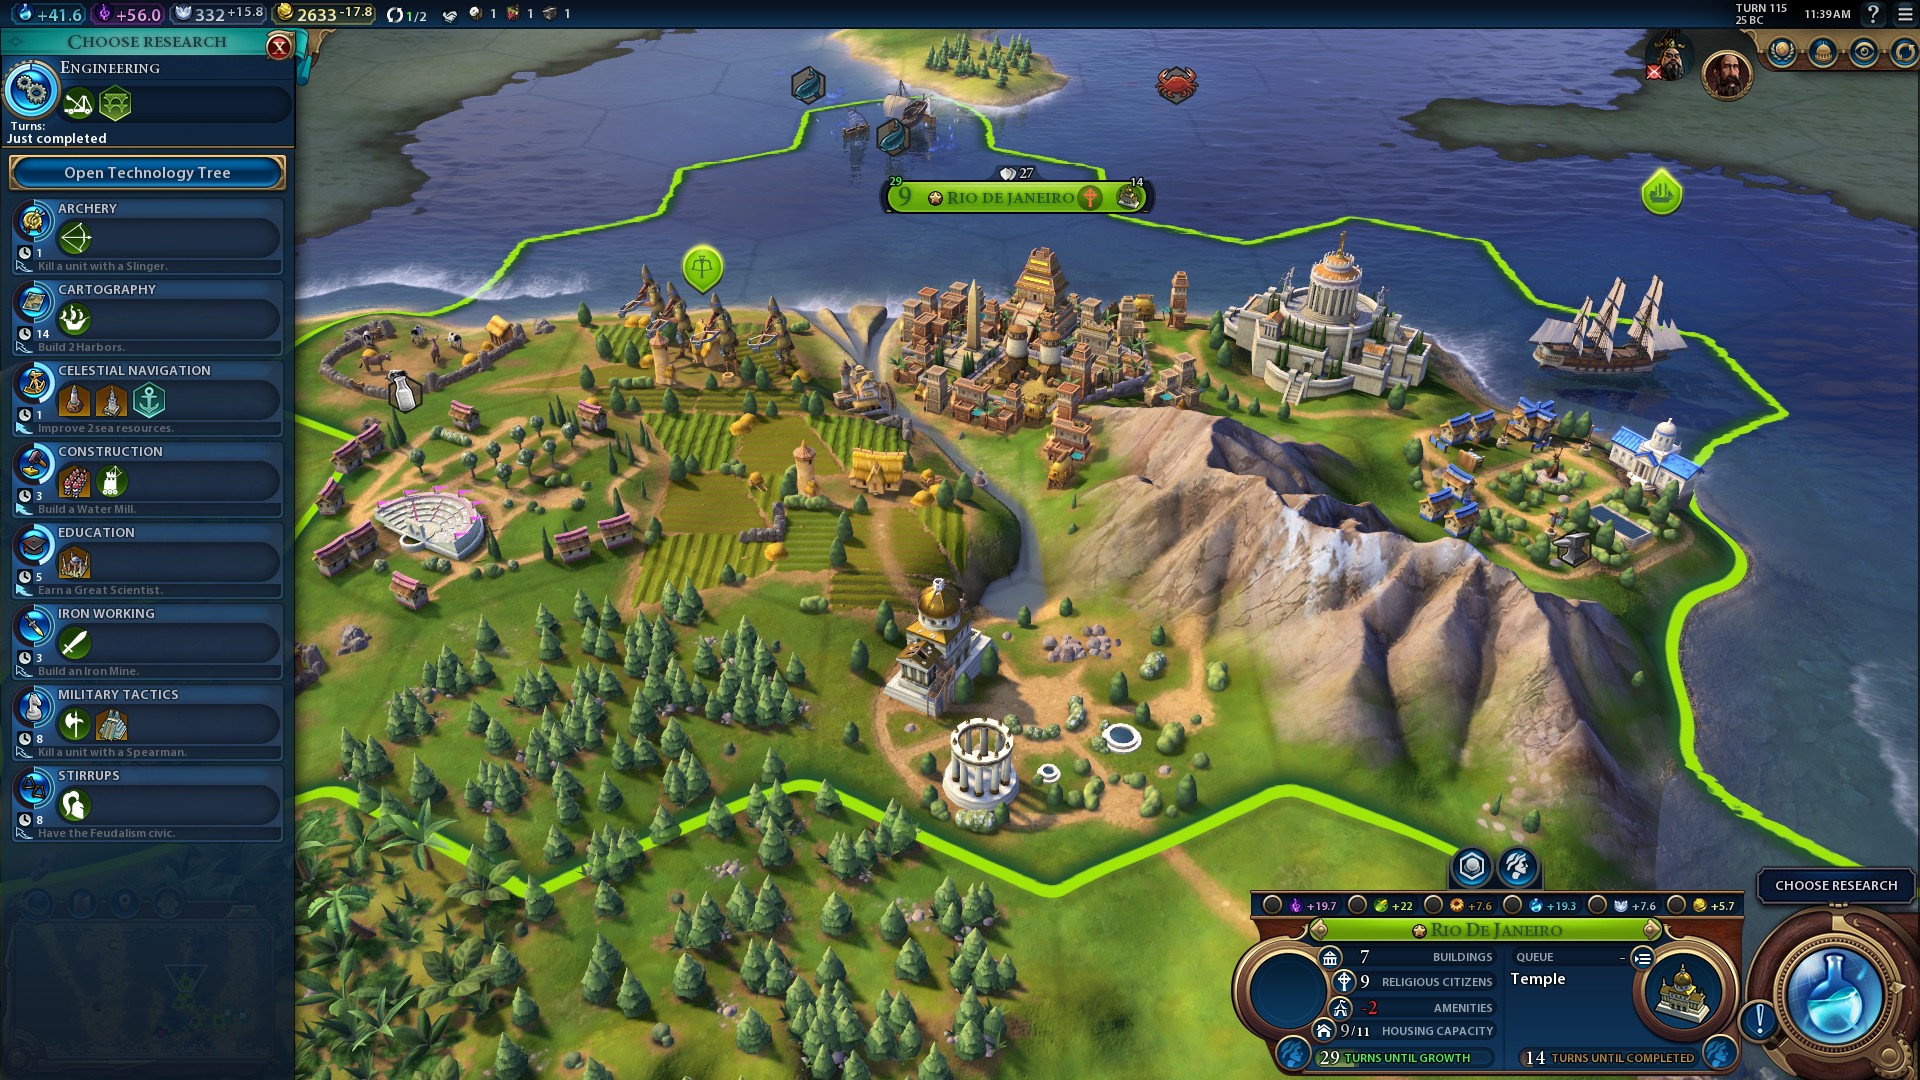 +41.6 +56.0 332 +15.8 2633 -17.8 1/2 1 1 1
TURN 115
25 BC
11:39AM
?
CHOOSE RESEARCH
X
ENGINEERING
Turns:
Just completed
Open Technology Tree
ARCHERY
1
Kill a unit with a Slinger.
CARTOGRAPHY
14
Build 2 Harbors.
CELESTIAL NAVIGATION
1
Improve 2 sea resources.
CONSTRUCTION
3
Build a Water Mill.
EDUCATION
5
Earn a Great Scientist.
IRON WORKING
3
Build an Iron Mine.
MILITARY TACTICS
8
Kill a unit with a Spearman.
STIRRUPS
8
Have the Feudalism civic.
27
29
9 RIO DE JANEIRO
14
CHOOSE RESEARCH
+19.7 +22 +7.6 +19.3 +7.6 +5.7
RIO DE JANEIRO
7 BUILDINGS
9 RELIGIOUS CITIZENS
-2 AMENITIES
9/11 HOUSING CAPACITY
29 TURNS UNTIL GROWTH
QUEUE -
Temple
14 TURNS UNTIL COMPLETED
!